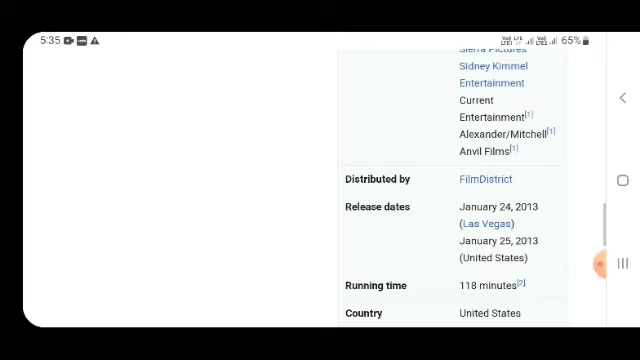 5:35
65%
Sierra Pictures
Sidney Kimmel
Entertainment
Current
Entertainment[1]
Alexander/Mitchell[1]
Anvil Films[1]
Distributed by FilmDistrict
Release dates January 24, 2013
(Las Vegas)
January 25, 2013
(United States)
Running time 118 minutes[2]
Country United States